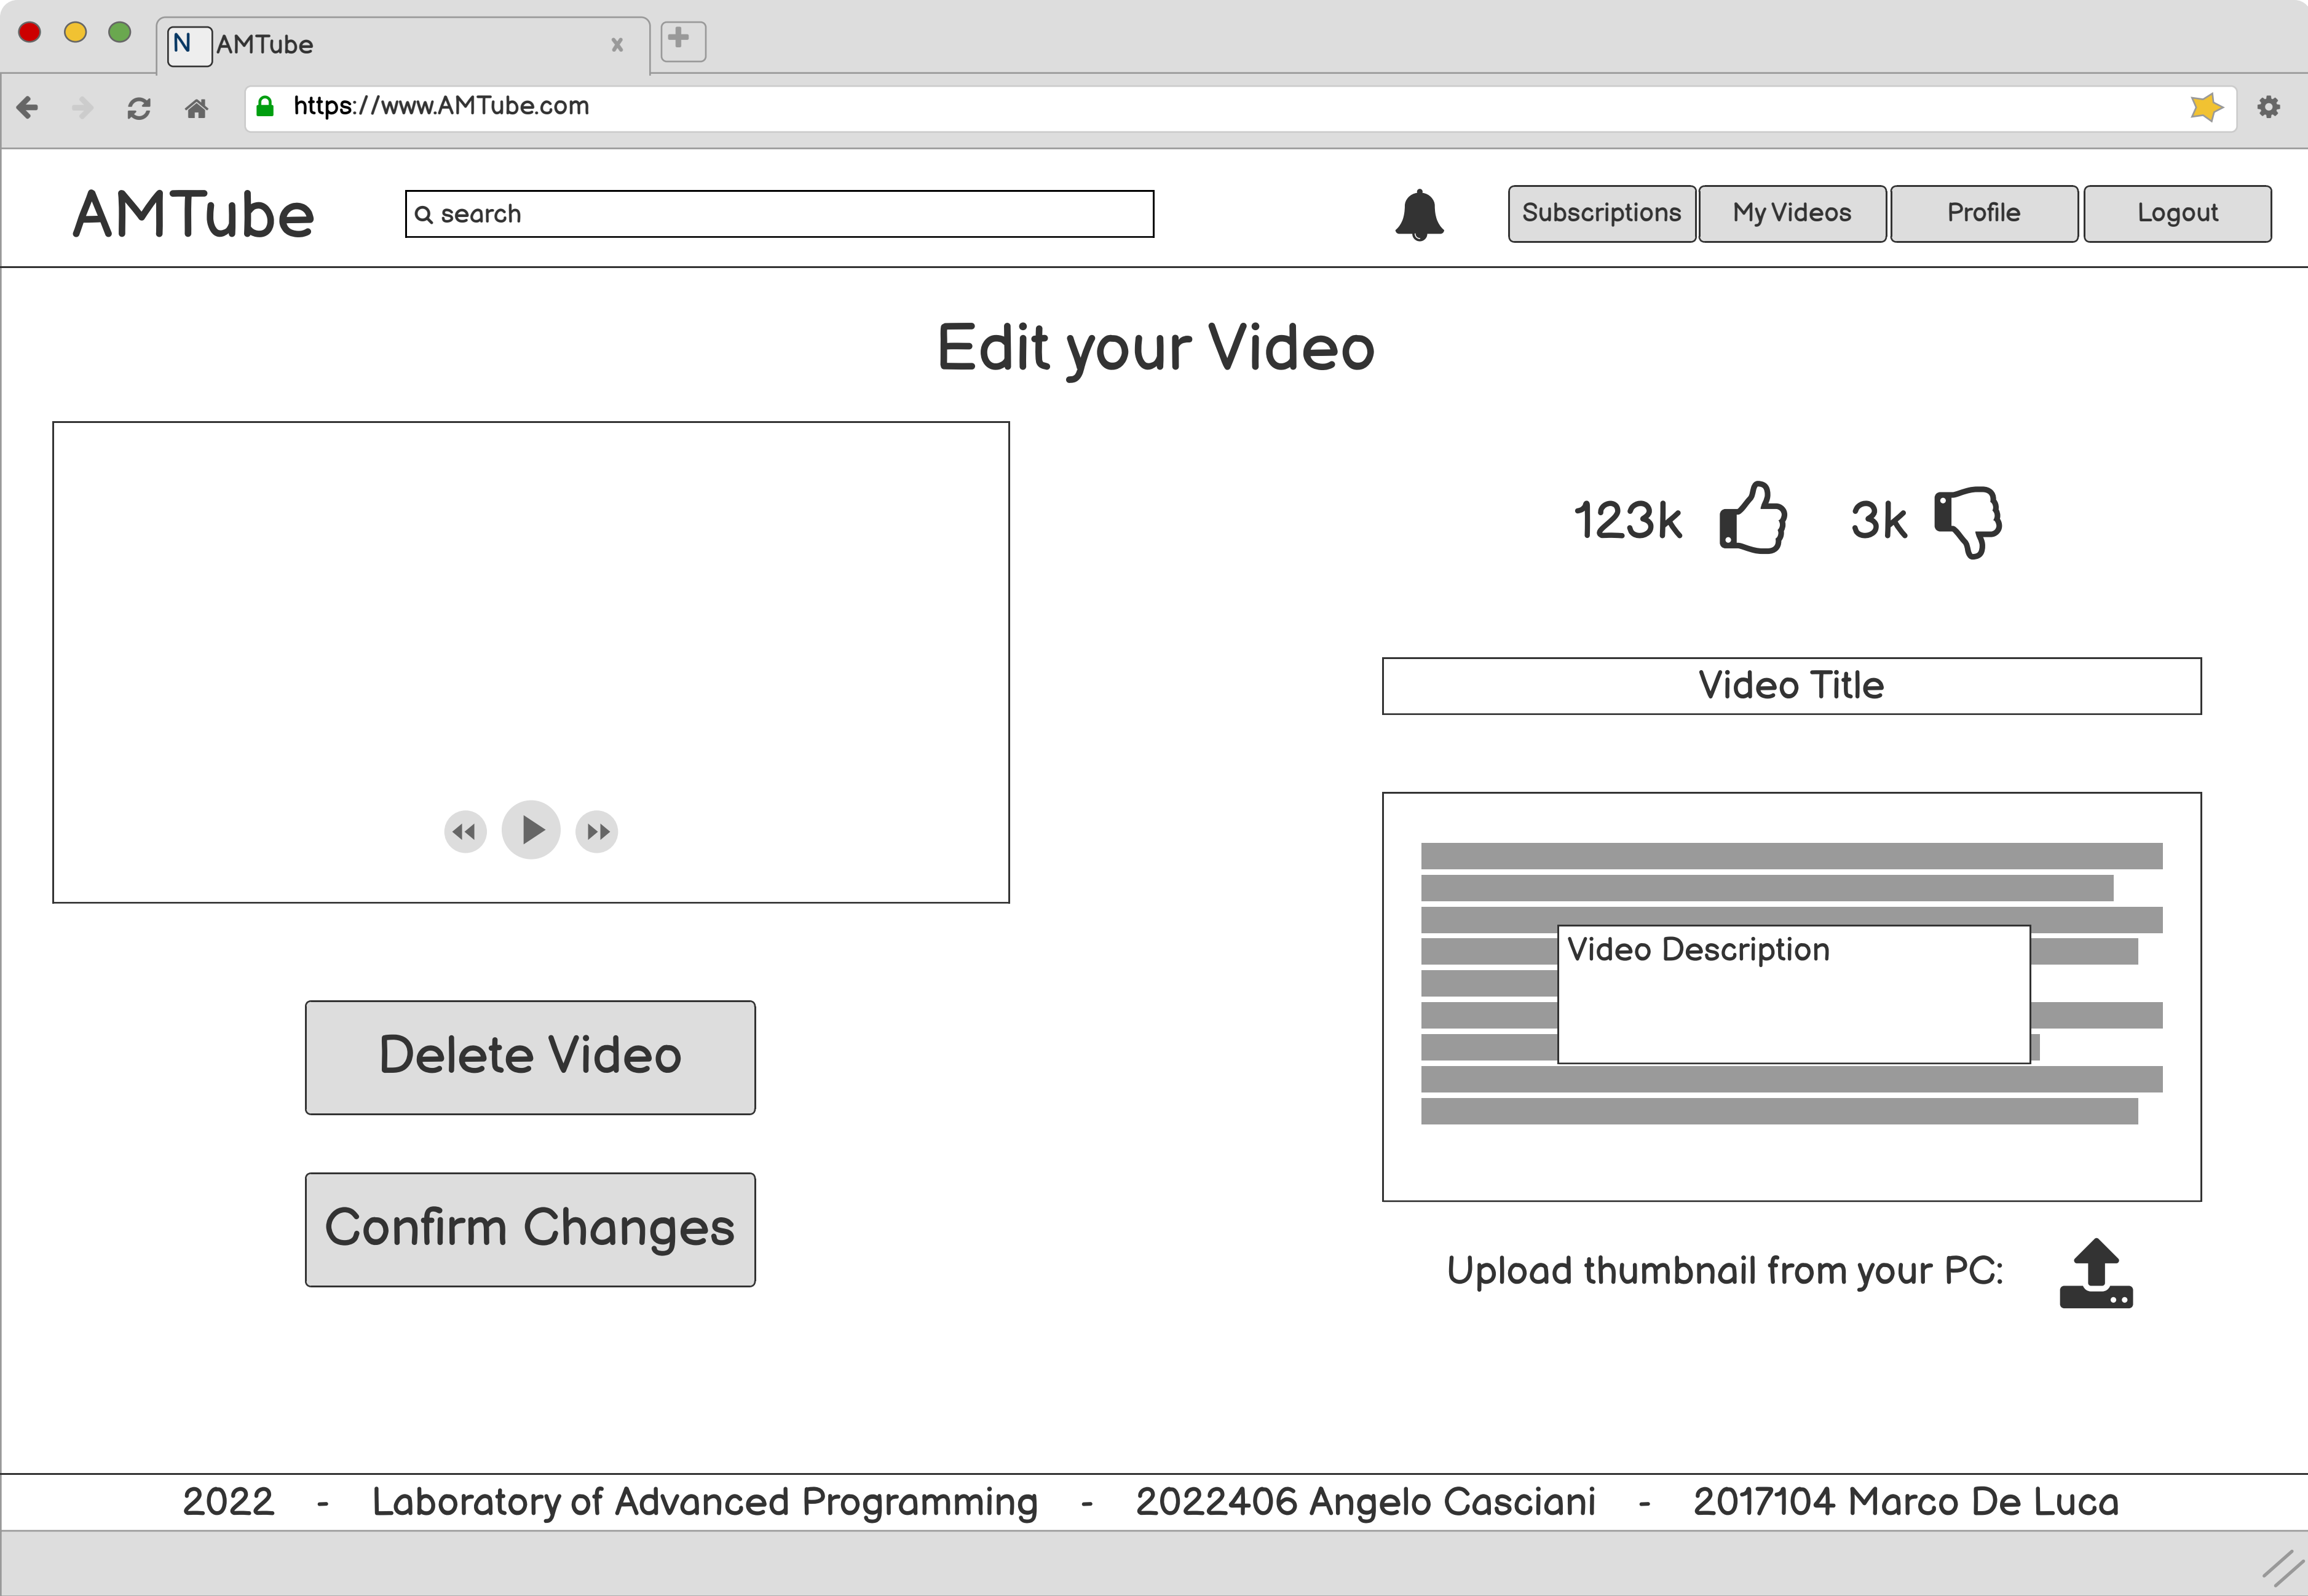 N AMTube x
https://www.AMTube.com
AMTube
search
Subscriptions
My Videos
Profile
Logout
Edit your Video
123k
3k
Video Title
Video Description
Delete Video
Confirm Changes
Upload thumbnail from your PC:
2022 - Laboratory of Advanced Programming - 2022406 Angelo Casciani - 2017104 Marco De Luca